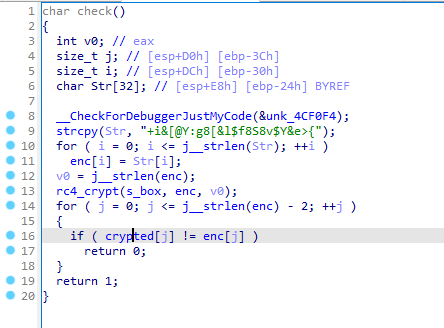 1 char check()
2 {
3 int v0; // eax
4 size_t j; // [esp+D0h] [ebp-3Ch]
5 size_t i; // [esp+DCh] [ebp-30h]
6 char Str[32]; // [esp+E8h] [ebp-24h] BYREF
7
8 __CheckForDebuggerJustMyCode(&unk_4CF0F4);
9 strcpy(Str, "+i&[@Y:g8[&l$f8S8v$Y&e>{");
10 for ( i = 0; i <= j__strlen(Str); ++i )
11 enc[i] = Str[i];
12 v0 = j__strlen(enc);
13 rc4_crypt(s_box, enc, v0);
14 for ( j = 0; j <= j__strlen(enc) - 2; ++j )
15 {
16 if ( crypted[j] != enc[j] )
17 return 0;
18 }
19 return 1;
20 }